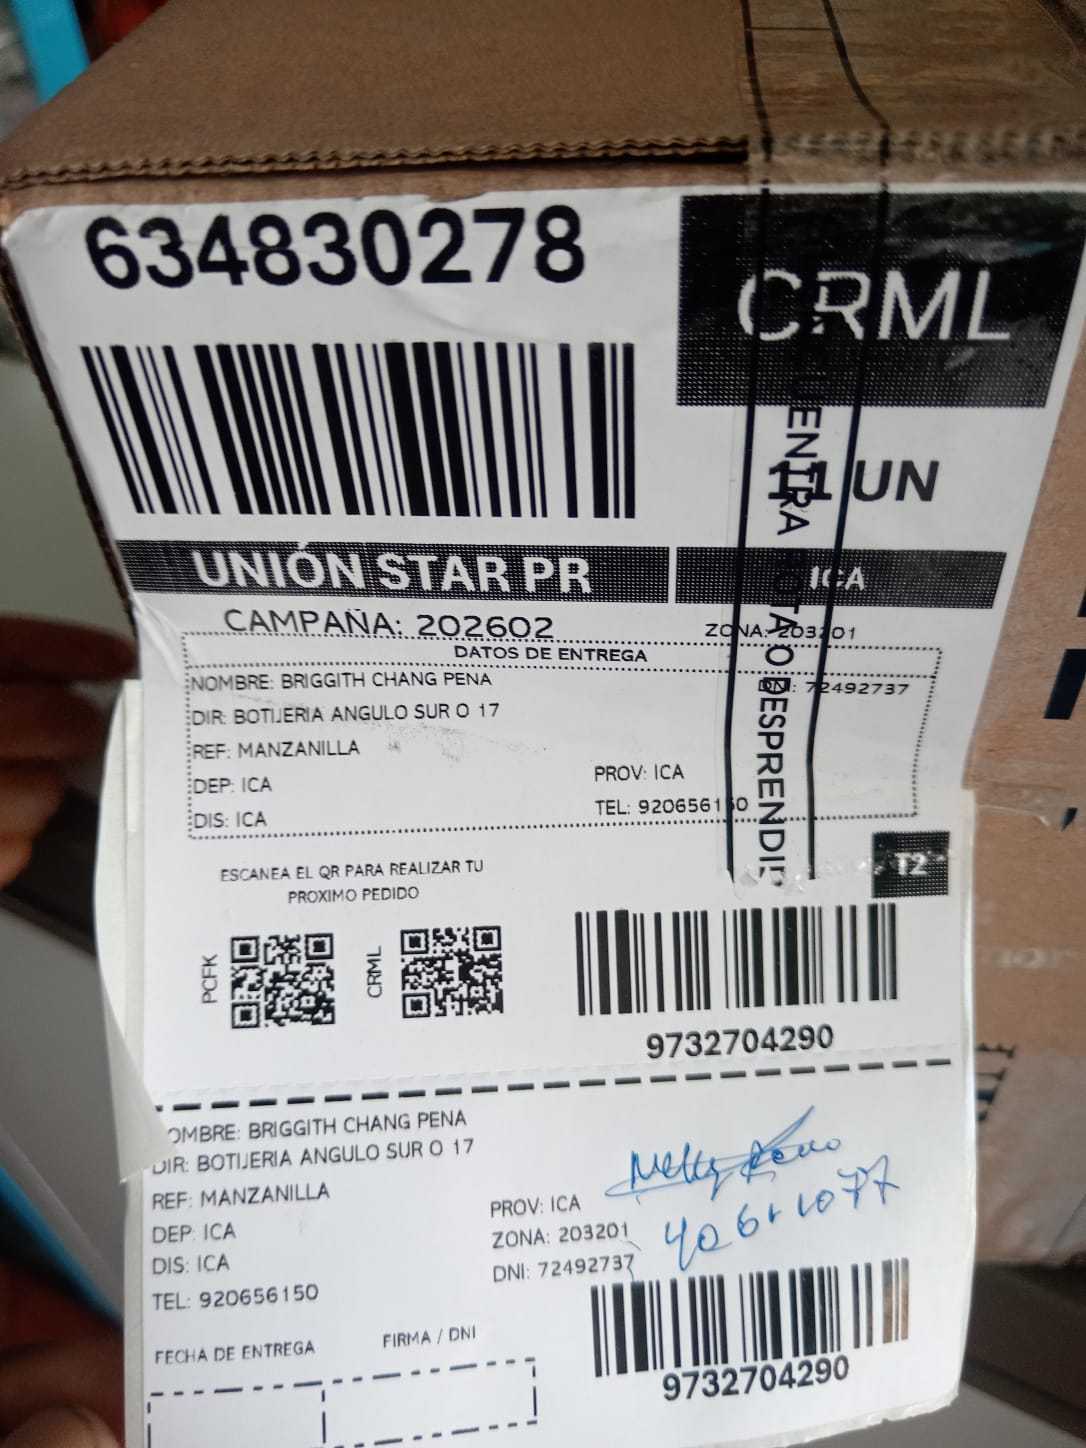 634830278
CRML
UN
UNIÓN STAR PR
ICA
CAMPAÑA: 202602
ZONA: 203201
DATOS DE ENTREGA
NOMBRE: BRIGGITH CHANG PENA
DNI: 72492737
DIR: BOTIJERIA ANGULO SUR O 17
REF: MANZANILLA
DEP: ICA
PROV: ICA
DIS: ICA
TEL: 920656150
ENTRA ROTA O DESPRENDID
T2
ESCANEA EL QR PARA REALIZAR TU
PROXIMO PEDIDO
PCFK
CRML
9732704290
NOMBRE: BRIGGITH CHANG PENA
DIR: BOTIJERIA ANGULO SUR O 17
REF: MANZANILLA
PROV: ICA
DEP: ICA
ZONA: 203201
DIS: ICA
DNI: 72492737
TEL: 920656150
9732704290
FECHA DE ENTREGA
FIRMA / DNI